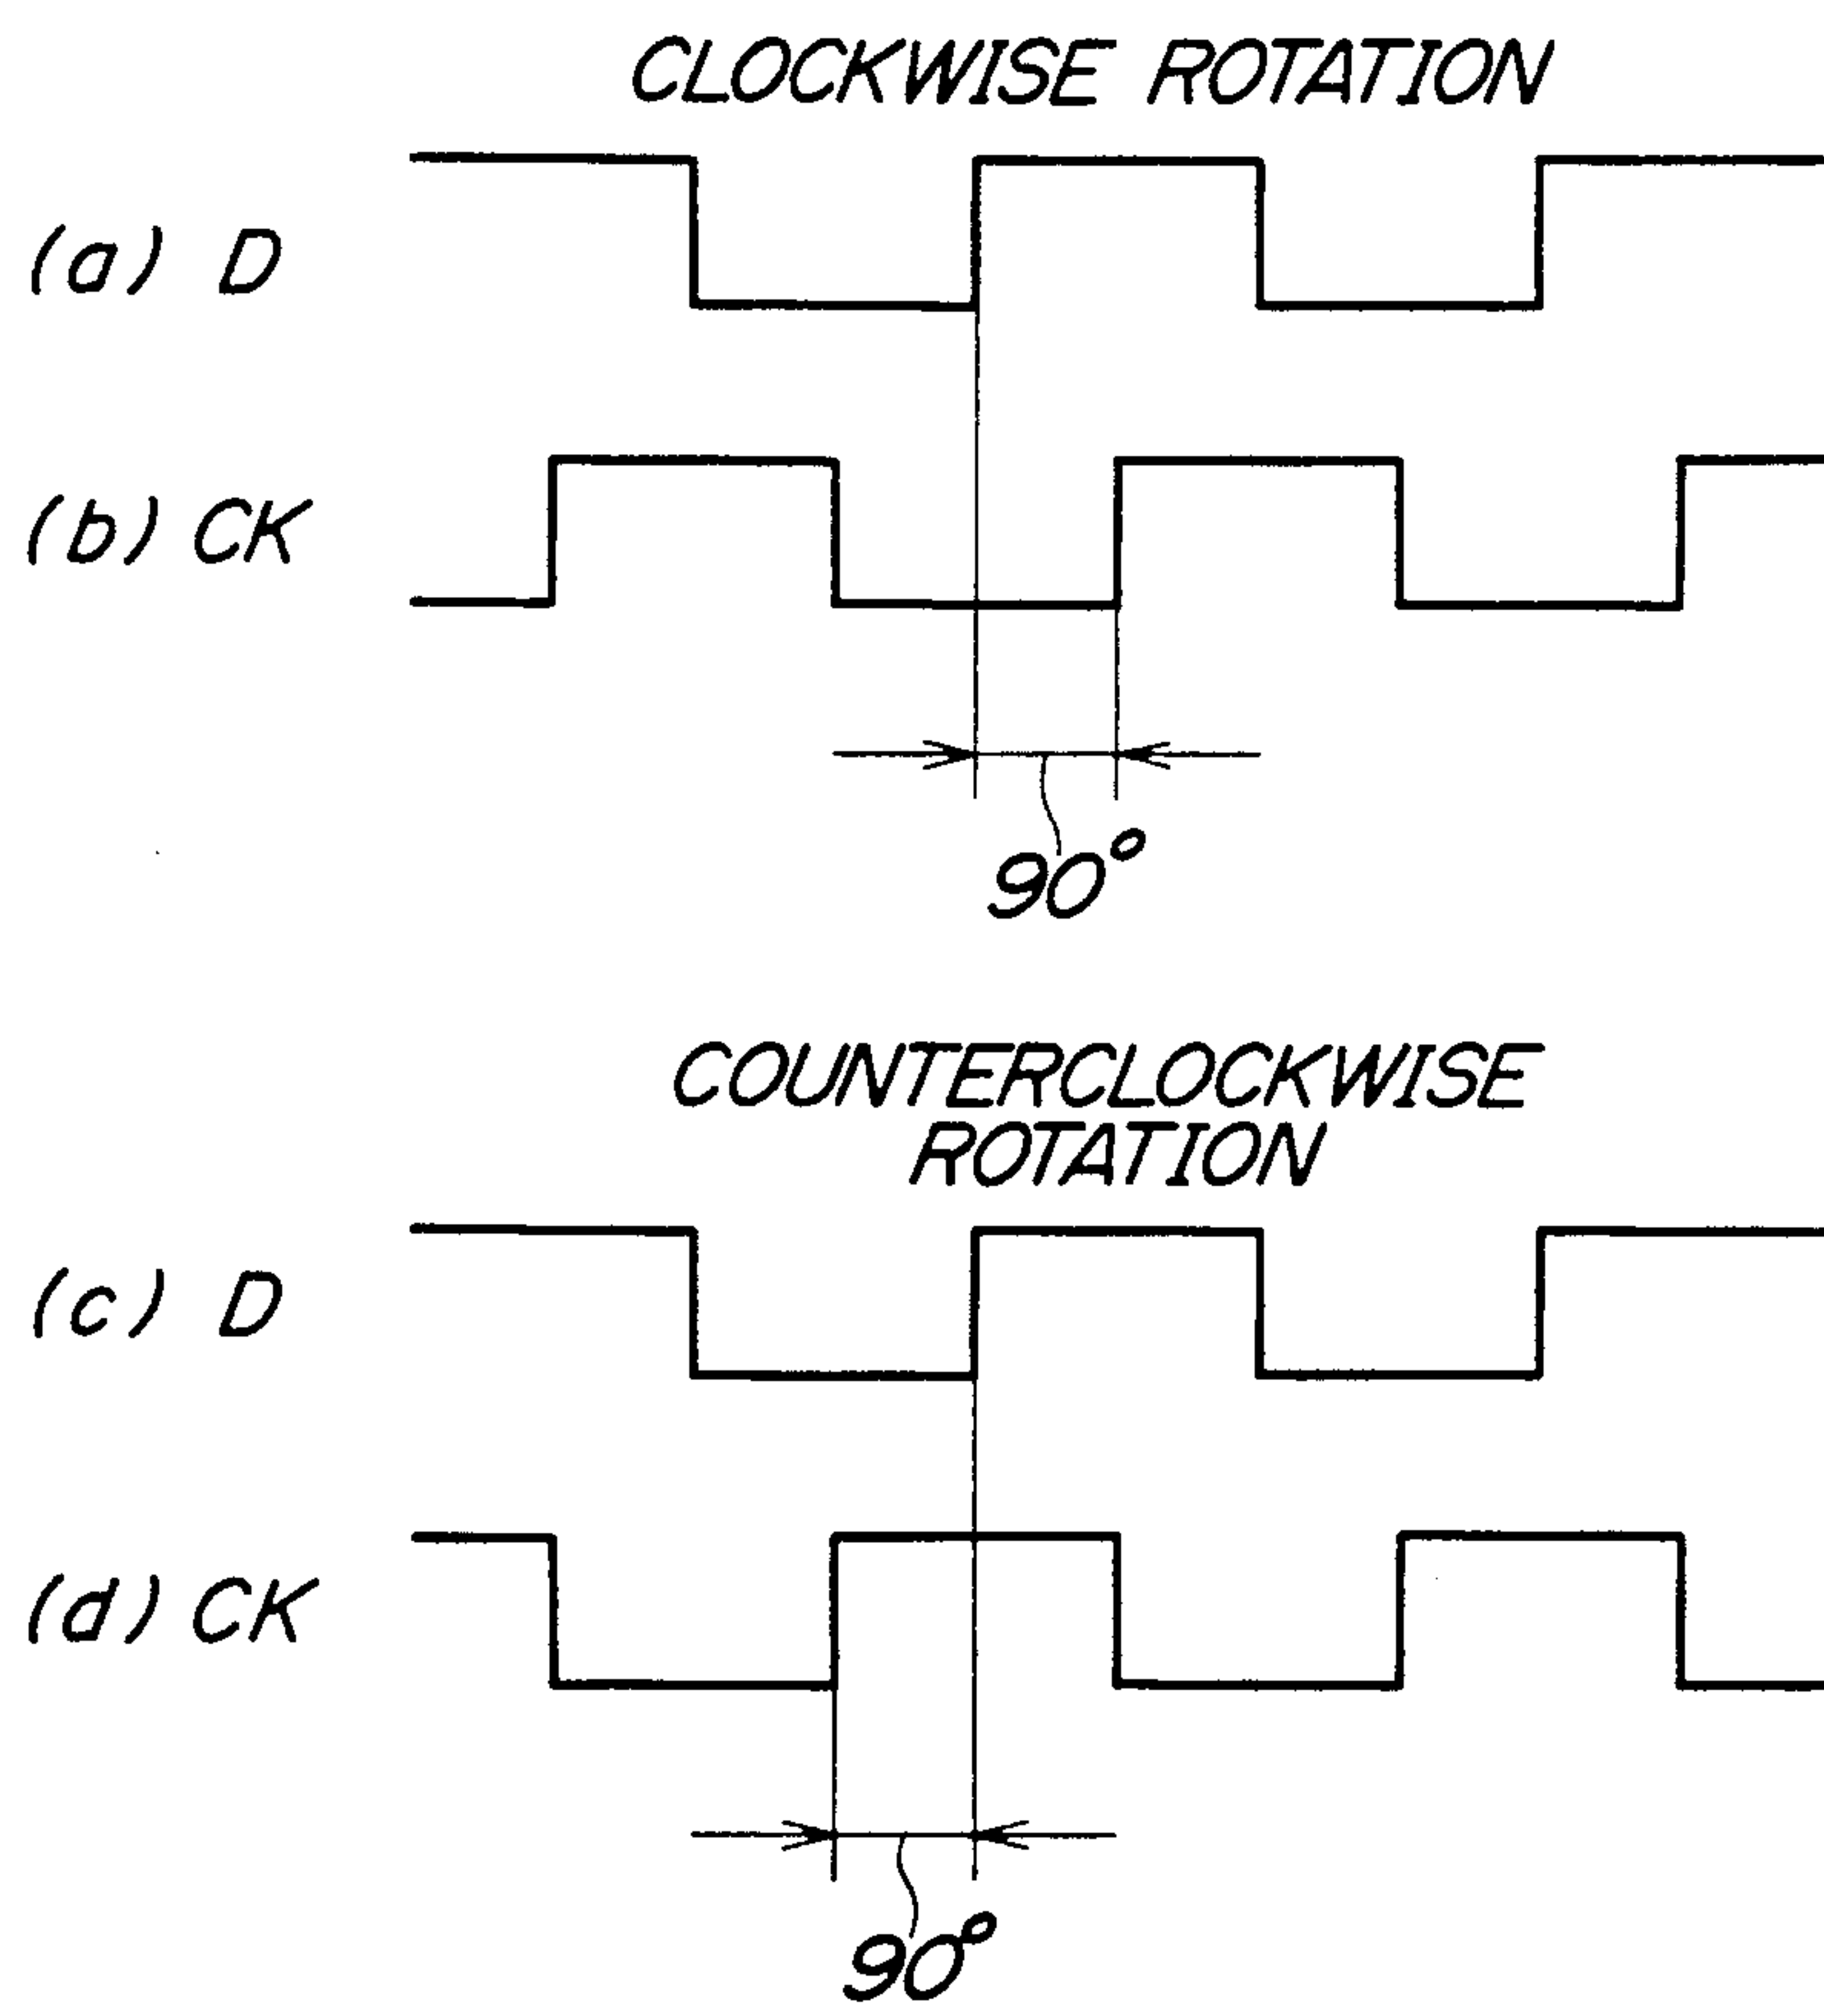 CLOCKWISE ROTATION
(a) D
(b) CK
90°
COUNTERCLOCKWISE
ROTATION
(c) D
(d) CK
90°